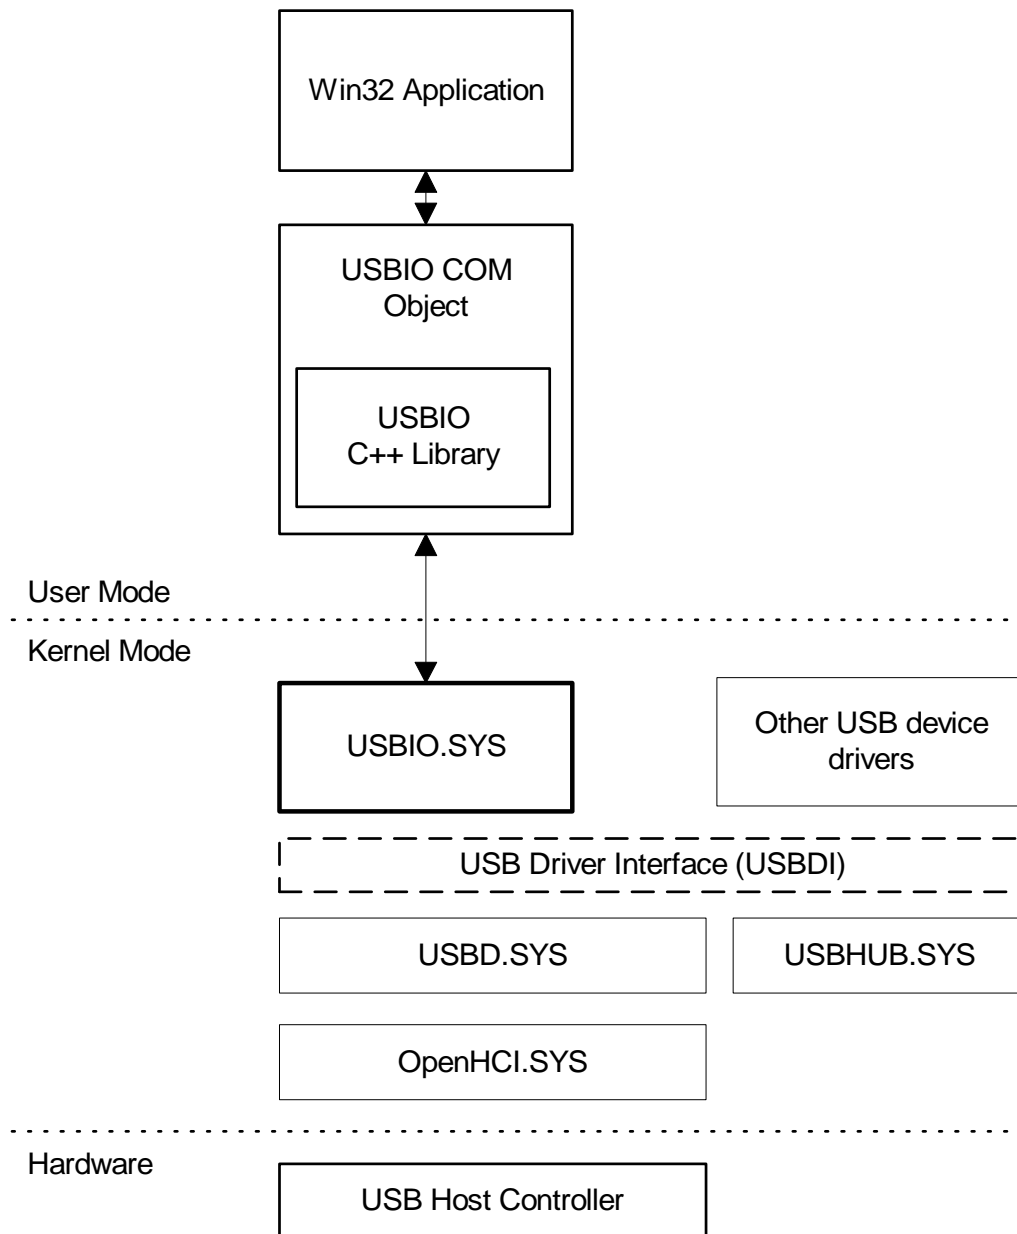 Win32 Application
USBIO COM
Object
USBIO
C++ Library
User Mode
Kernel Mode
USBIO.SYS
Other USB device
drivers
USB Driver Interface (USBDI)
USBD.SYS
USBHUB.SYS
OpenHCI.SYS
Hardware
USB Host Controller